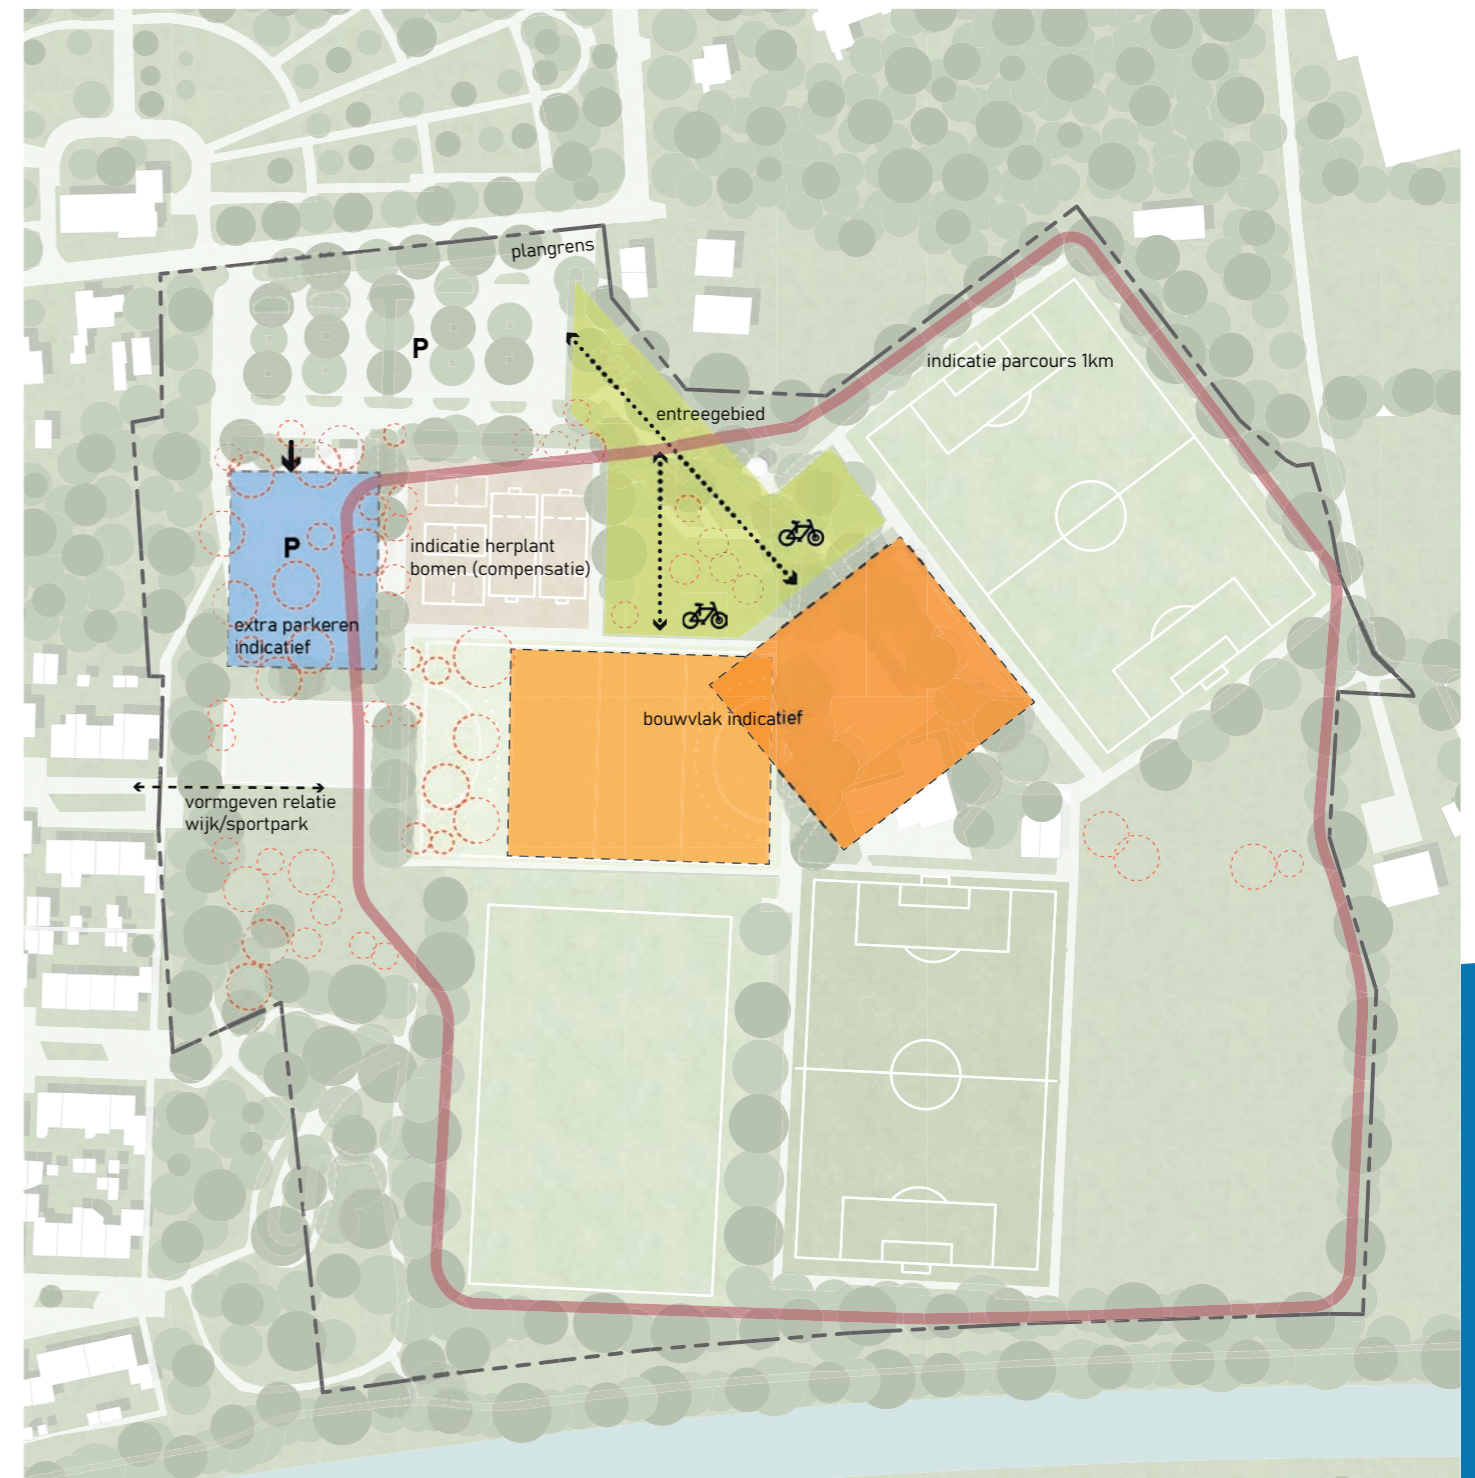 plangrens
P
indicatie parcours 1km
entreegebied
P
indicatie herplant
bomen (compensatie)
extra parkeren
indicatief
bouwvlak indicatief
vormgeven relatie
wijk/sportpark